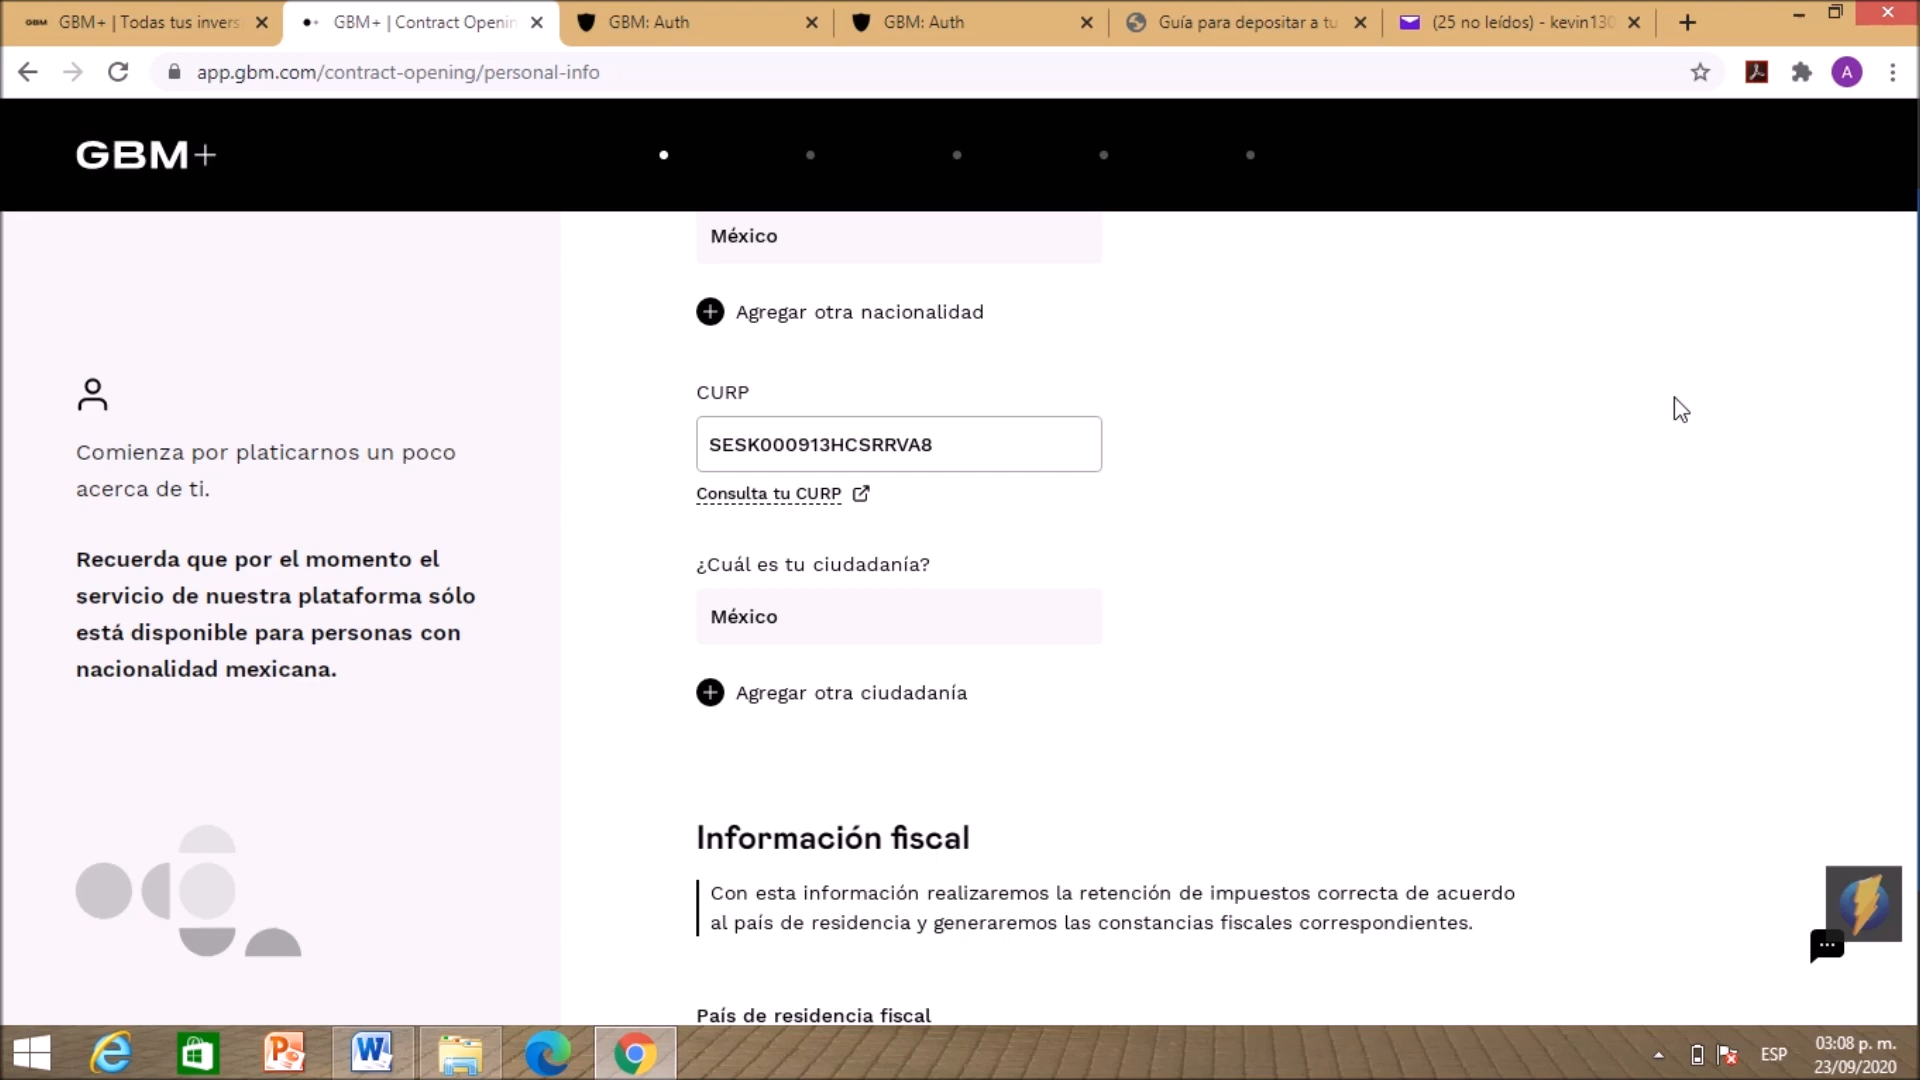 GBM+ | Todas tus invers
GBM+ | Contract Openin
GBM: Auth
GBM: Auth
Guía para depositar a tu
(25 no leídos) - kevin130
app.gbm.com/contract-opening/personal-info
A
GBM+
México
Agregar otra nacionalidad
CURP
SESK000913HCSRRVA8
Consulta tu CURP
Comienza por platicarnos un poco
acerca de ti.
Recuerda que por el momento el
servicio de nuestra plataforma sólo
está disponible para personas con
nacionalidad mexicana.
¿Cuál es tu ciudadanía?
México
Agregar otra ciudadanía
Información fiscal
Con esta información realizaremos la retención de impuestos correcta de acuerdo
al país de residencia y generaremos las constancias fiscales correspondientes.
País de residencia fiscal
ESP
03:08 p. m.
23/09/2020